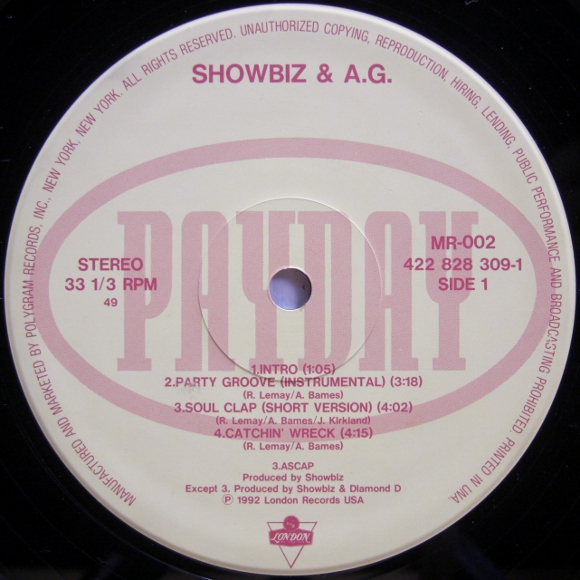 MANUFACTURED AND MARKETED BY POLYGRAM RECORDS, INC., NEW YORK, NEW YORK. ALL RIGHTS RESERVED. UNAUTHORIZED COPYING, REPRODUCTION, HIRING, LENDING, PUBLIC PERFORMANCE AND BROADCASTING PROHIBITED. PRINTED IN U.S.A.
SHOWBIZ & A.G.
PAYDAY
STEREO
33 1/3 RPM
49
MR-002
422 828 309-1
SIDE 1
1.INTRO (1:05)
2.PARTY GROOVE (INSTRUMENTAL) (3:18)
(R. Lemay/A. Bames)
3.SOUL CLAP (SHORT VERSION) (4:02)
(R. Lemay/A. Bames/J. Kirkland)
4.CATCHIN' WRECK (4:15)
(R. Lemay/A. Bames)
3.ASCAP
Produced by Showbiz
Except 3. Produced by Showbiz & Diamond D
℗ 1992 London Records USA
LONDON